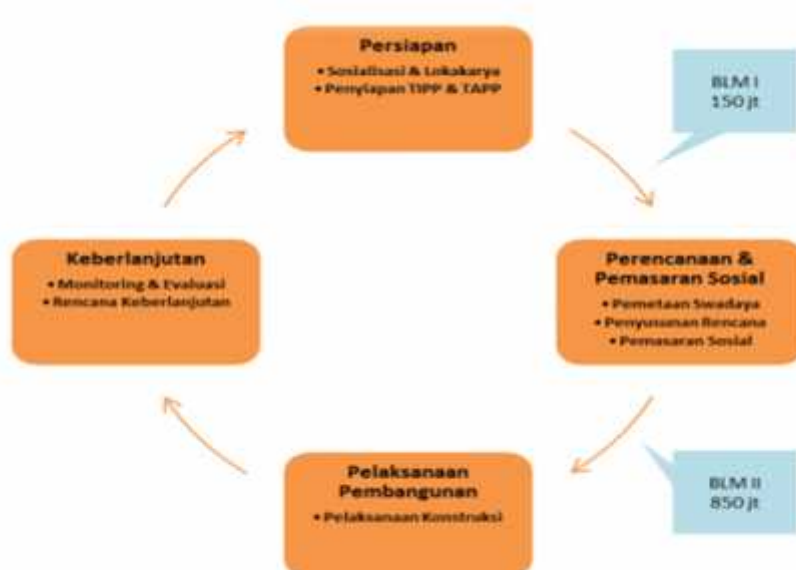 Persiapan
• Sosialisasi & Lokakarya
• Penyiapan TIPP & TAPP
BLM I
150 jt
Perencanaan &
Pemasaran Sosial
• Pemetaan Swadaya
• Penyusunan Rencana
• Pemasaran Sosial
BLM II
850 jt
Pelaksanaan
Pembangunan
• Pelaksanaan Konstruksi
Keberlanjutan
• Monitoring & Evaluasi
• Rencana Keberlanjutan